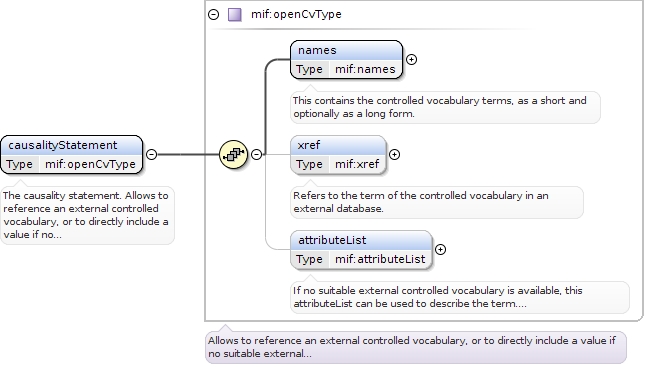 mif:openCvType
names
Type mif:names
This contains the controlled vocabulary terms, as a short and
optionally as a long form.
causalityStatement
Type mif:openCvType
The causality statement. Allows to
reference an external controlled
vocabulary, or to directly include a
value if no...
xref
Type mif:xref
Refers to the term of the controlled vocabulary in an
external database.
attributeList
Type mif:attributeList
If no suitable external controlled vocabulary is available, this
attributeList can be used to describe the term....
Allows to reference an external controlled vocabulary, or to directly include a value if
no suitable external...